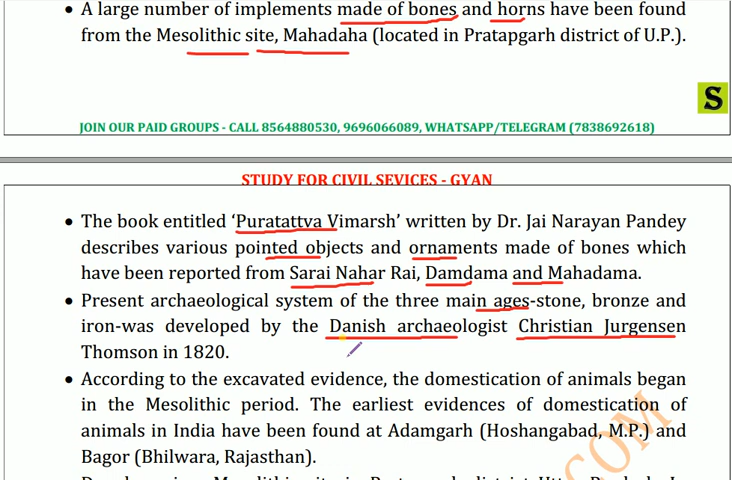 • A large number of implements made of bones and horns have been found
from the Mesolithic site, Mahadaha (located in Pratapgarh district of U.P.).
S
JOIN OUR PAID GROUPS - CALL 8564880530, 9696066089, WHATSAPP/TELEGRAM (7838692618)
STUDY FOR CIVIL SEVICES - GYAN
• The book entitled ‘Puratattva Vimarsh’ written by Dr. Jai Narayan Pandey
describes various pointed objects and ornaments made of bones which
have been reported from Sarai Nahar Rai, Damdama and Mahadama.
• Present archaeological system of the three main ages-stone, bronze and
iron-was developed by the Danish archaeologist Christian Jurgensen
Thomson in 1820.
• According to the excavated evidence, the domestication of animals began
in the Mesolithic period. The earliest evidences of domestication of
animals in India have been found at Adamgarh (Hoshangabad, M.P.) and
Bagor (Bhilwara, Rajasthan).
.COM